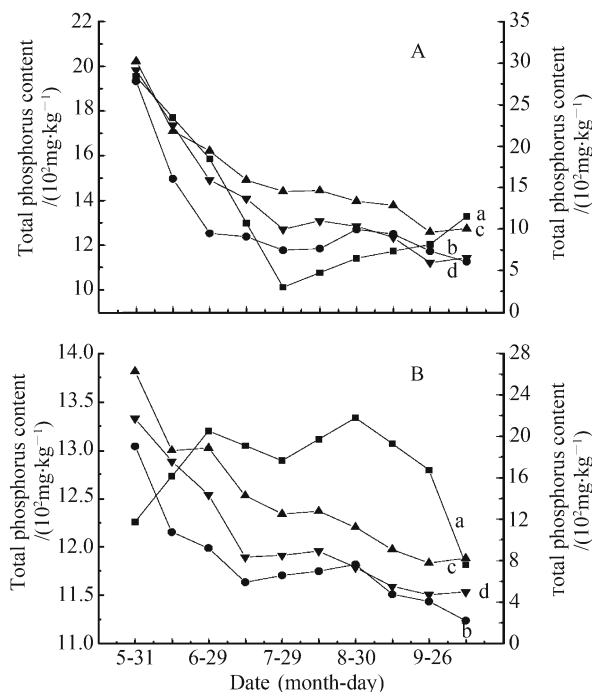 Total phosphorus content
/(10²mg·kg⁻¹)
22
20
18
16
14
12
10
A
a
c
b
d
35
30
25
20
15
10
5
0
Total phosphorus content
/(10²mg·kg⁻¹)
Total phosphorus content
/(10²mg·kg⁻¹)
14.0
13.5
13.0
12.5
12.0
11.5
11.0
B
a
c
d
b
28
24
20
16
12
8
4
0
Total phosphorus content
/(10²mg·kg⁻¹)
5-31 6-29 7-29 8-30 9-26
Date (month-day)